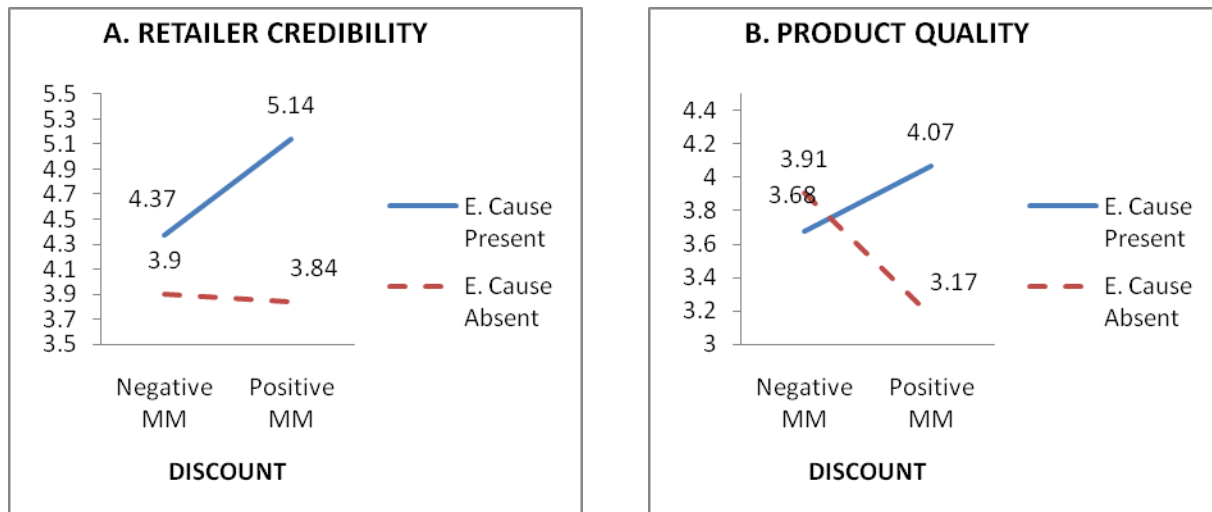 A. RETAILER CREDIBILITY
5.5
5.3
5.1
4.9
4.7
4.5
4.3
4.1
3.9
3.7
3.5
5.14
4.37
3.9
3.84
E. Cause
Present
E. Cause
Absent
Negative
MM
Positive
MM
DISCOUNT
B. PRODUCT QUALITY
4.4
4.2
4
3.8
3.6
3.4
3.2
3
4.07
3.91
3.68
3.17
E. Cause
Present
E. Cause
Absent
Negative
MM
Positive
MM
DISCOUNT